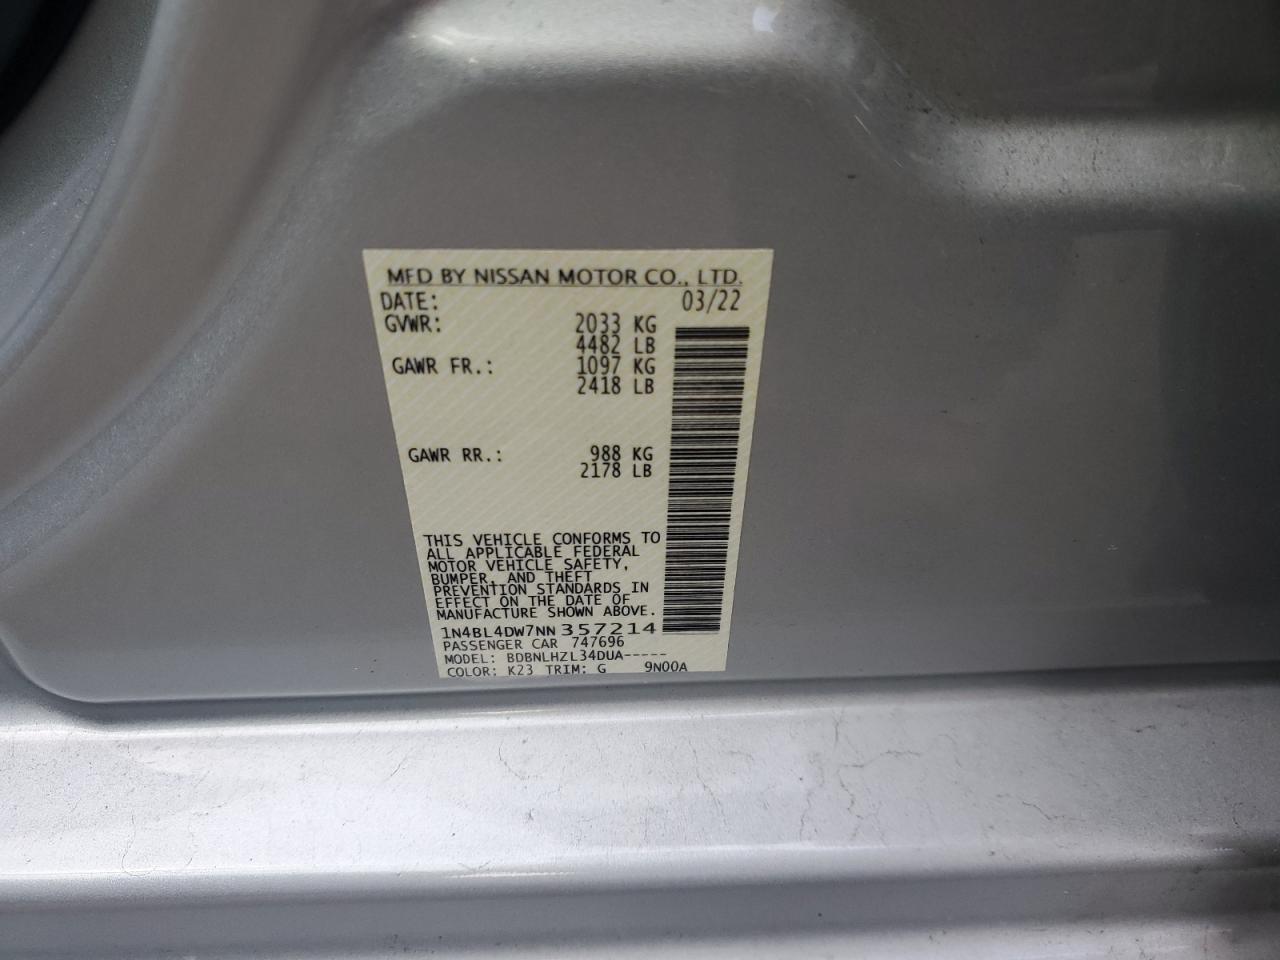 MFD BY NISSAN MOTOR CO., LTD.
DATE: 03/22
GVWR: 2033 KG
4482 LB
GAWR FR.: 1097 KG
2418 LB
GAWR RR.: 988 KG
2178 LB
THIS VEHICLE CONFORMS TO
ALL APPLICABLE FEDERAL
MOTOR VEHICLE SAFETY,
BUMPER, AND THEFT
PREVENTION STANDARDS IN
EFFECT ON THE DATE OF
MANUFACTURE SHOWN ABOVE.
1N4BL4DW7NN357214
PASSENGER CAR 747696
MODEL: BDBNLHZL34DUA-----
COLOR: K23 TRIM: G 9N00A